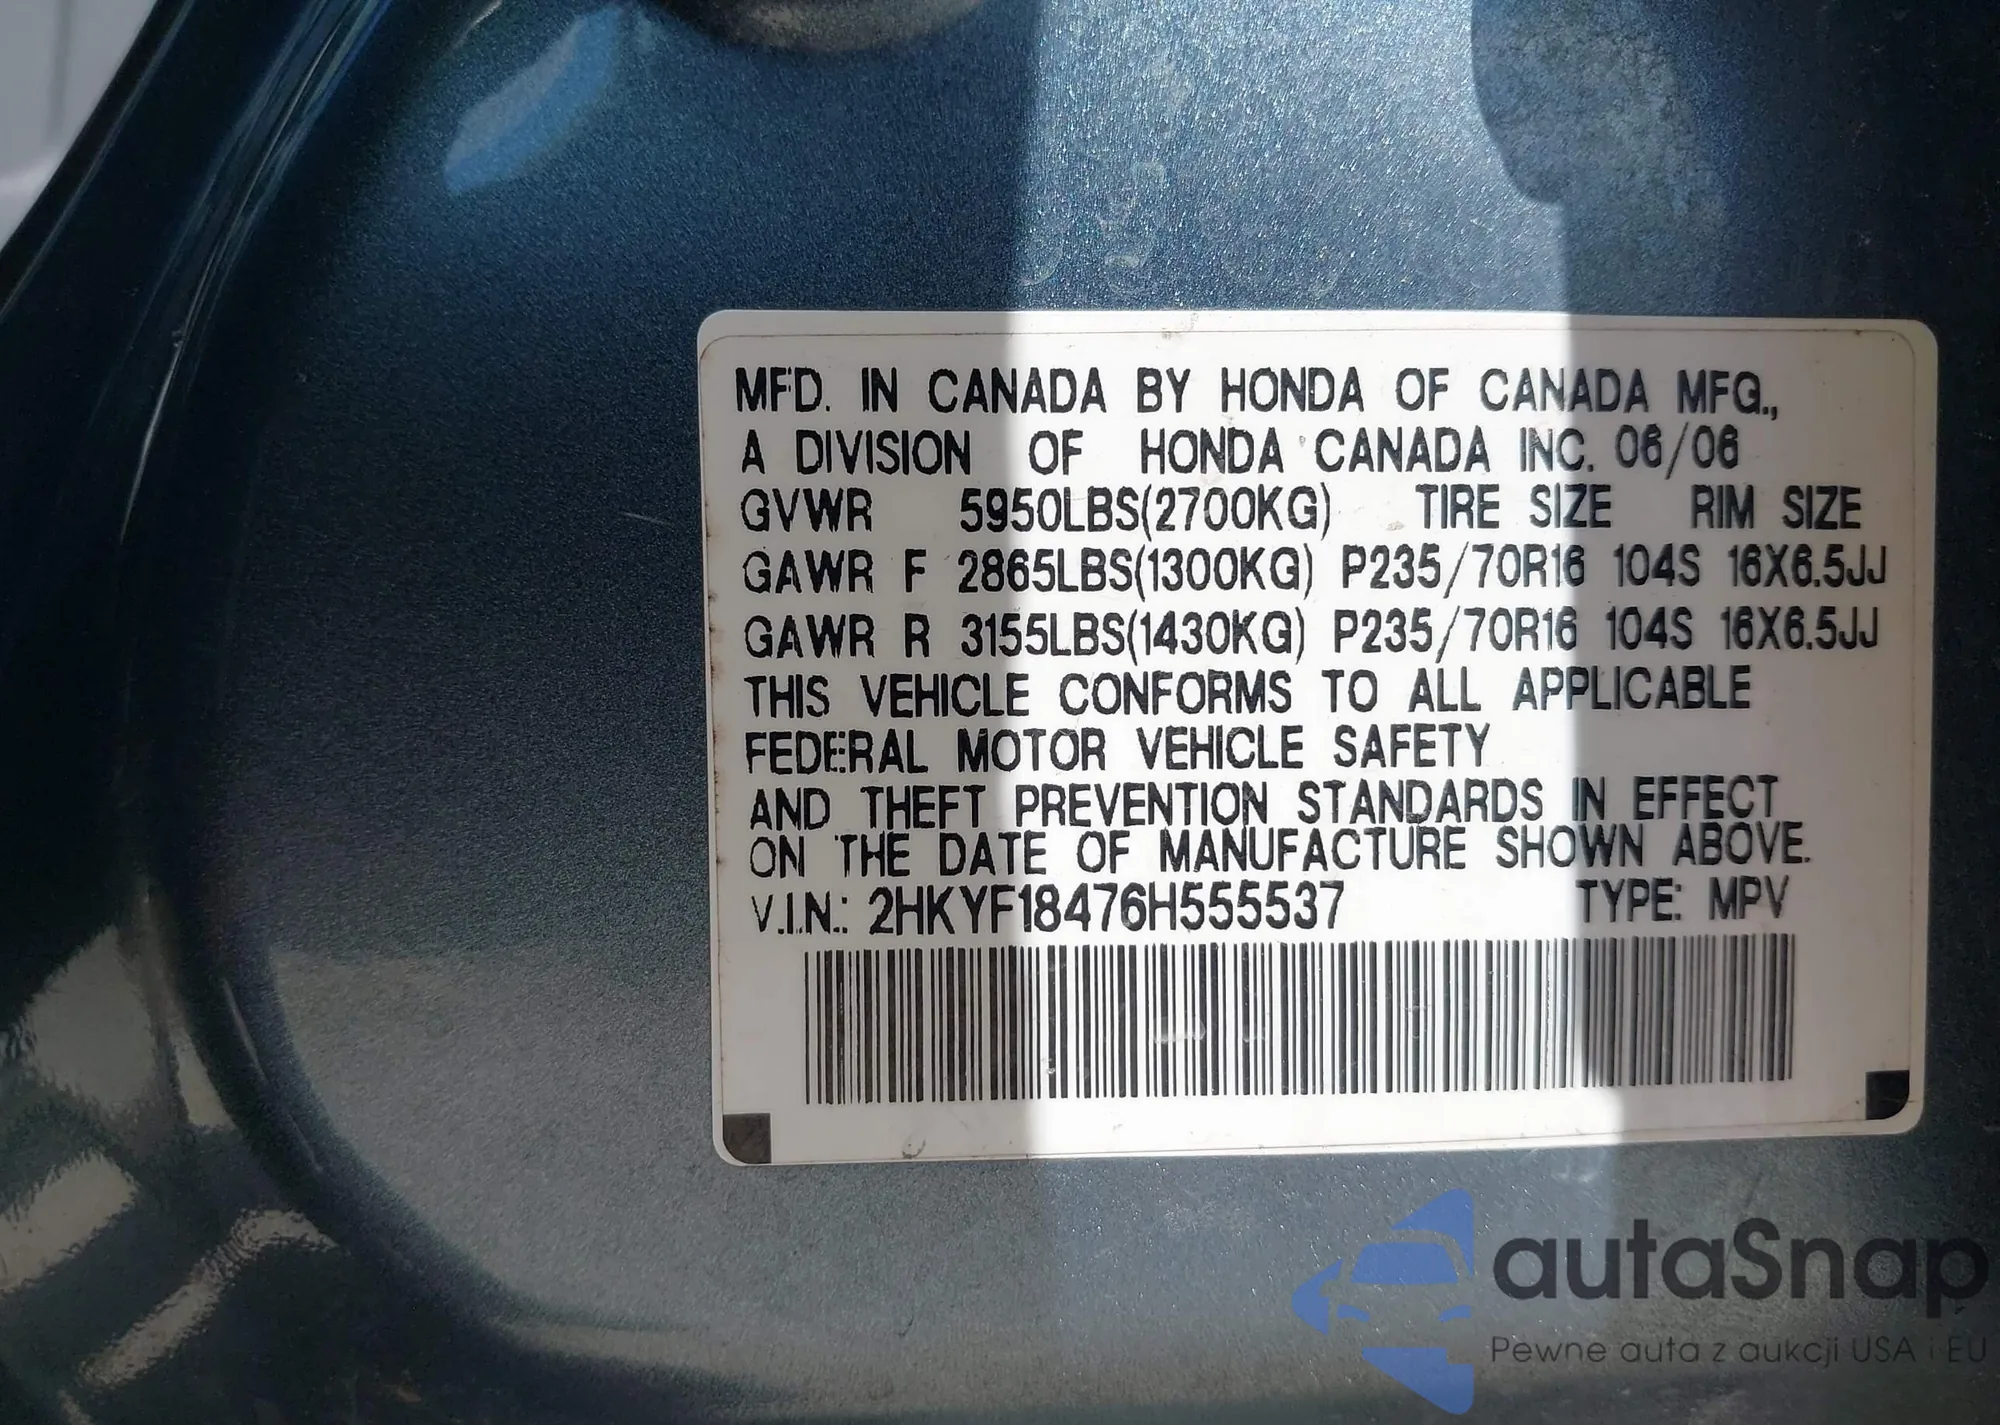 MFD. IN CANADA BY HONDA OF CANADA MFG.,
A DIVISION OF HONDA CANADA INC. 06/06
GVWR 5950LBS(2700KG) TIRE SIZE RIM SIZE
GAWR F 2865LBS(1300KG) P235/70R16 104S 16X6.5JJ
GAWR R 3155LBS(1430KG) P235/70R16 104S 16X6.5JJ
THIS VEHICLE CONFORMS TO ALL APPLICABLE
FEDERAL MOTOR VEHICLE SAFETY
AND THEFT PREVENTION STANDARDS IN EFFECT
ON THE DATE OF MANUFACTURE SHOWN ABOVE.
V.I.N.: 2HKYF18476H555537 TYPE: MPV
autaSnap
Pewne auta z aukcji USA i EU